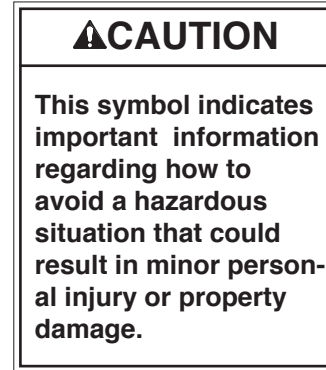 ⚠CAUTION
This symbol indicates
important information
regarding how to
avoid a hazardous
situation that could
result in minor person-
al injury or property
damage.